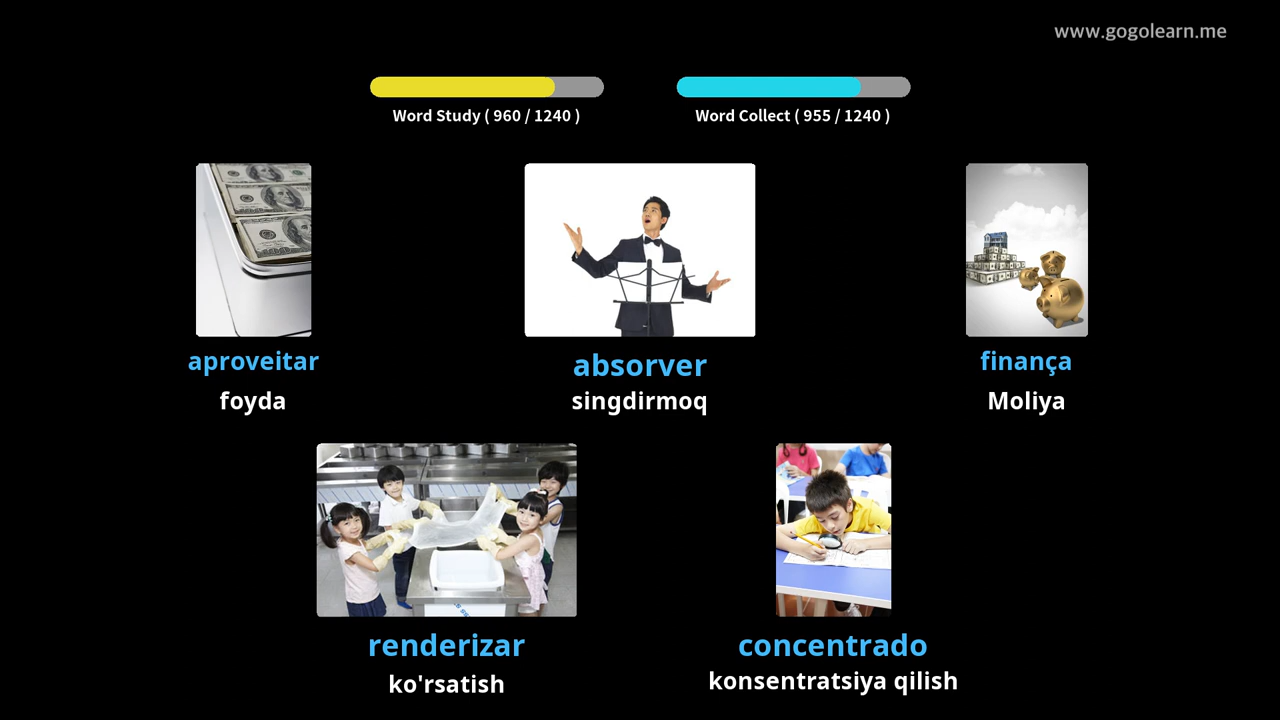 www.gogolearn.me
Word Study ( 960 / 1240 )
Word Collect ( 955 / 1240 )
aproveitar
foyda
absorver
singdirmoq
finança
Moliya
renderizar
ko'rsatish
concentrado
konsentratsiya qilish